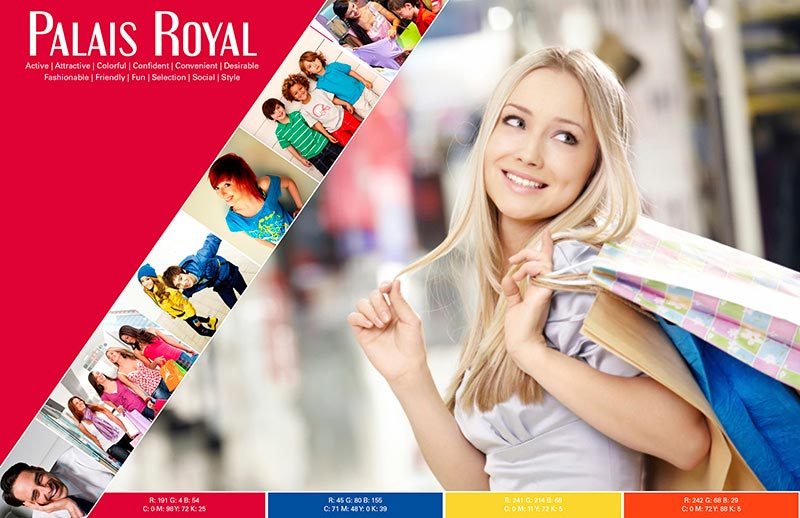 PALAIS ROYAL
Active | Attractive | Colorful | Confident | Convenient | Desirable
Fashionable | Friendly | Fun | Selection | Social | Style
R: 191 G: 4 B: 54
C: 0 M: 98 Y: 72 K: 25
R: 45 G: 80 B: 155
C: 71 M: 48 Y: 0 K: 39
R: 241 G: 214 B: 68
C: 0 M: 11 Y: 72 K: 5
R: 242 G: 68 B: 29
C: 0 M: 72 Y: 88 K: 5